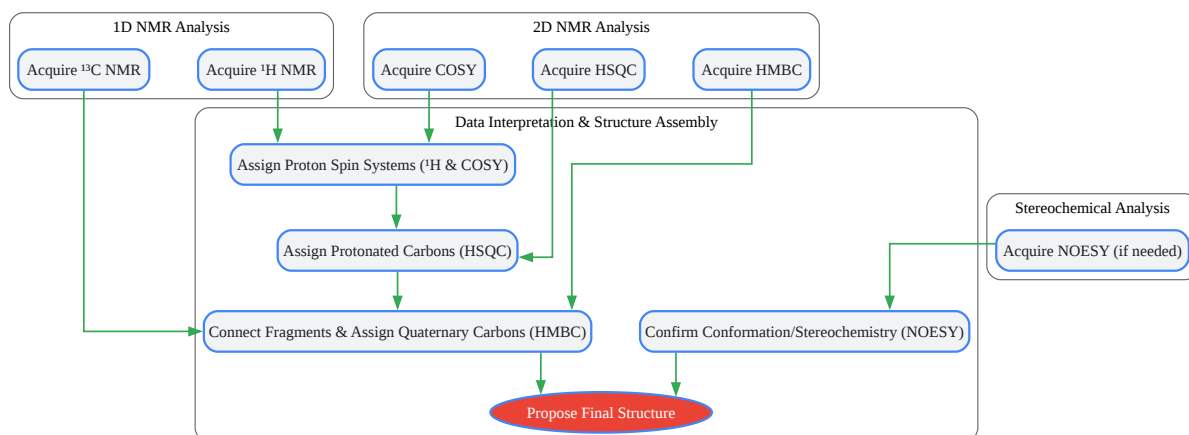 1D NMR Analysis
2D NMR Analysis
Acquire ¹³C NMR
Acquire ¹H NMR
Acquire COSY
Acquire HSQC
Acquire HMBC
Data Interpretation & Structure Assembly
Assign Proton Spin Systems (¹H & COSY)
Stereochemical Analysis
Assign Protonated Carbons (HSQC)
Acquire NOESY (if needed)
Connect Fragments & Assign Quaternary Carbons (HMBC)
Confirm Conformation/Stereochemistry (NOESY)
Propose Final Structure